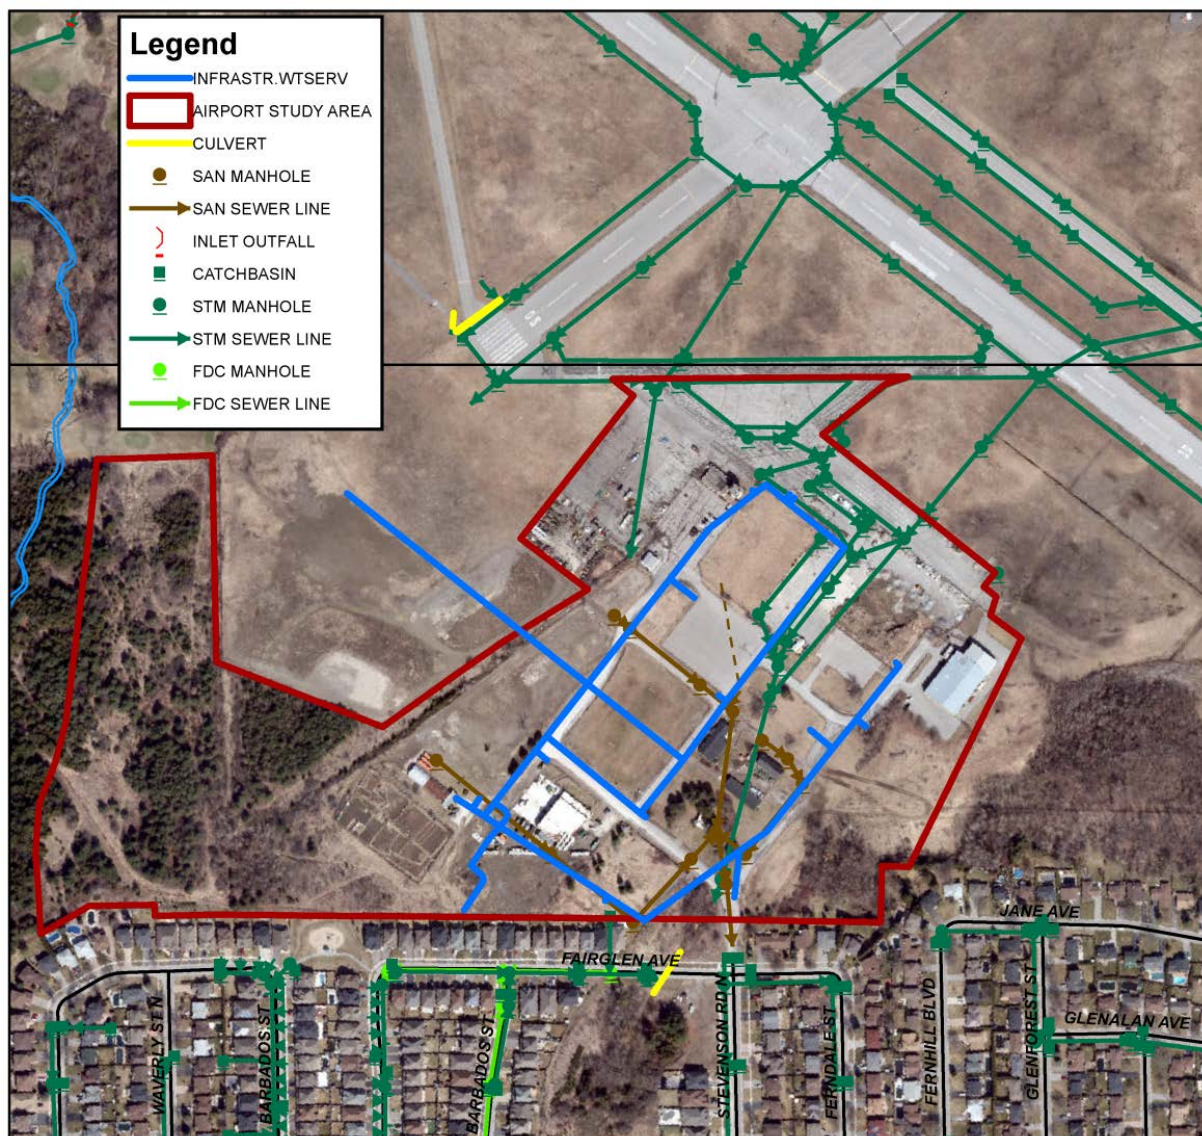 Legend
INFRASTR.WTSERV
AIRPORT STUDY AREA
CULVERT
SAN MANHOLE
SAN SEWER LINE
INLET OUTFALL
CATCHBASIN
STM MANHOLE
STM SEWER LINE
FDC MANHOLE
FDC SEWER LINE
JANE AVE
FAIRGLEN AVE
GLENALAN AVE
WAVERLY ST N
BARBADOS ST
BARBADOS ST
STEVENSON RD N
FERNDALE ST
FERNHILL BLVD
GLENFOREST ST